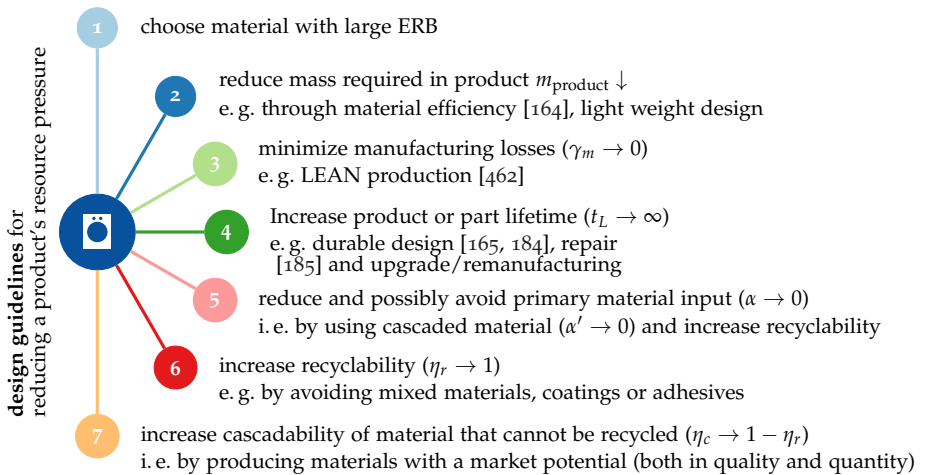 design guidelines for
reducing a product's resource pressure
1
choose material with large ERB
2
reduce mass required in product m_product ↓
e. g. through material efficiency [164], light weight design
3
minimize manufacturing losses (γ_m → 0)
e. g. LEAN production [462]
4
Increase product or part lifetime (t_L → ∞)
e. g. durable design [165, 184], repair
[185] and upgrade/remanufacturing
5
reduce and possibly avoid primary material input (α → 0)
i. e. by using cascaded material (α′ → 0) and increase recyclability
6
increase recyclability (η_r → 1)
e. g. by avoiding mixed materials, coatings or adhesives
7
increase cascadability of material that cannot be recycled (η_c → 1 − η_r)
i. e. by producing materials with a market potential (both in quality and quantity)